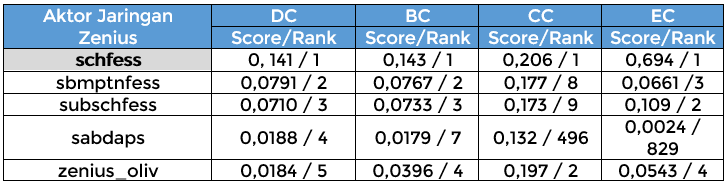 Aktor Jaringan Zenius DC BC CC EC
Score/Rank Score/Rank Score/Rank Score/Rank
schfess 0, 141 / 1 0,143 / 1 0,206 / 1 0,694 / 1
sbmptnfess 0,0791 / 2 0,0767 / 2 0,177 / 8 0,0661 /3
subschfess 0,0710 / 3 0,0733 / 3 0,173 / 9 0,109 / 2
sabdaps 0,0188 / 4 0,0179 / 7 0,132 / 496 0,0024 / 829
zenius_oliv 0,0184 / 5 0,0396 / 4 0,197 / 2 0,0543 / 4